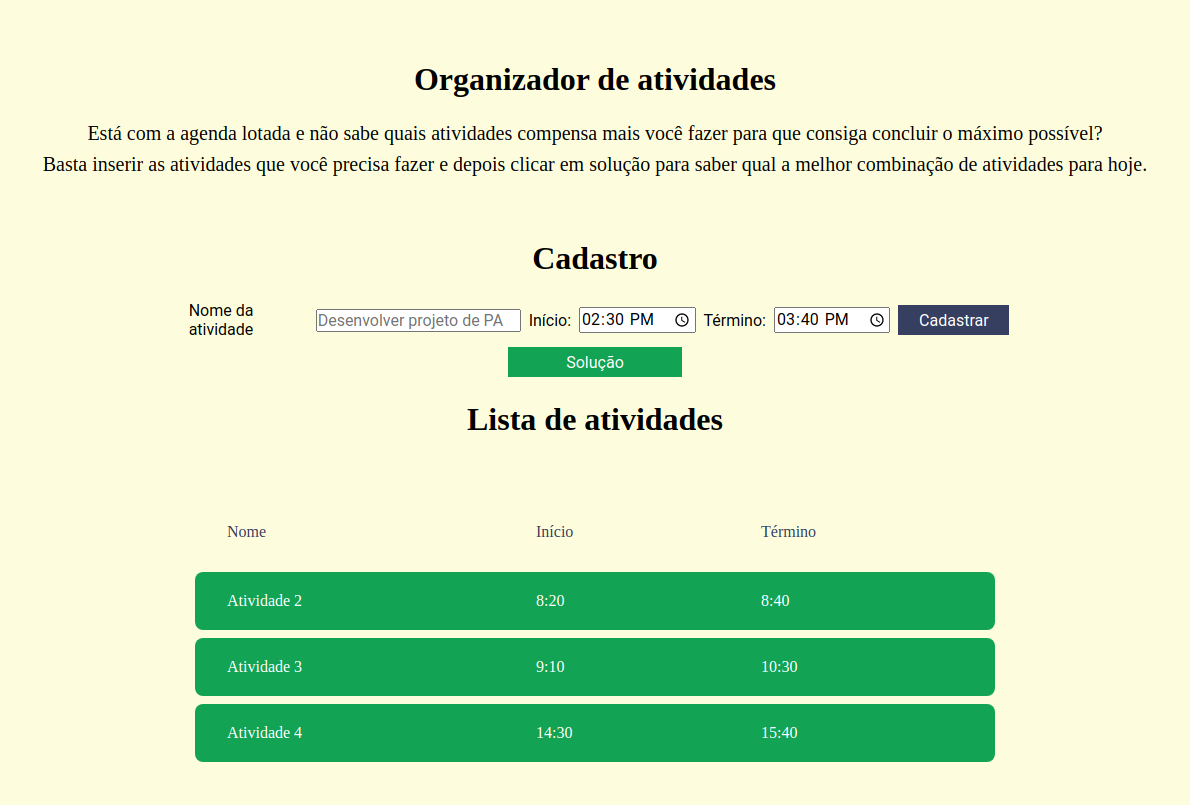 Organizador de atividades
Está com a agenda lotada e não sabe quais atividades compensa mais você fazer para que consiga concluir o máximo possível?
Basta inserir as atividades que você precisa fazer e depois clicar em solução para saber qual a melhor combinação de atividades para hoje.
Cadastro
Nome da
atividade
Desenvolver projeto de PA Início: 02:30 PM Término: 03:40 PM Cadastrar
Solução
Lista de atividades
Nome Início Término
Atividade 2 8:20 8:40
Atividade 3 9:10 10:30
Atividade 4 14:30 15:40